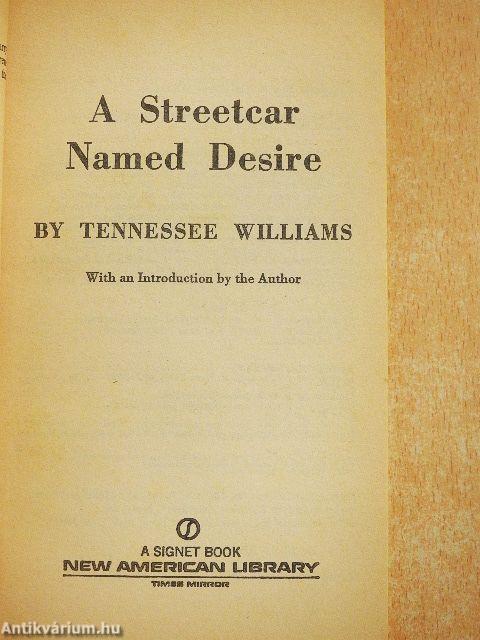 A Streetcar
Named Desire
BY TENNESSEE WILLIAMS
With an Introduction by the Author
A SIGNET BOOK
NEW AMERICAN LIBRARY
TIMES MIRROR
Antikvárium.hu